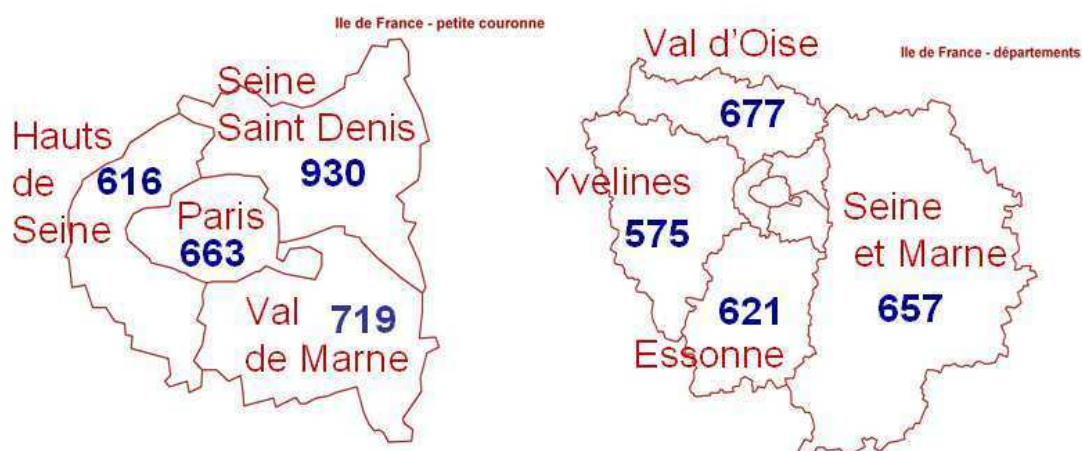 Ile de France - petite couronne
Seine
Saint Denis
930
Hauts
de
Seine
616
Paris
663
Val
de Marne
719
Ile de France - départements
Val d'Oise
677
Yvelines
575
Seine
et Marne
657
621
Essonne